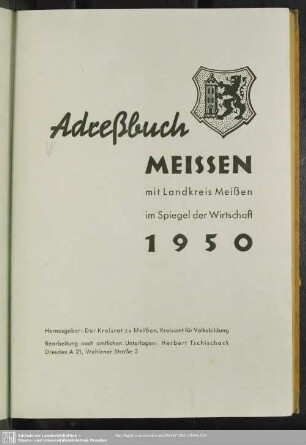 Adreßbuch
MEISSEN
mit Landkreis Meißen
im Spiegel der Wirtschaft
1950
Herausgeber: Der Kreisrat zu Meißen, Kreisamt für Volksbildung
Bearbeitung nach amtlichen Unterlagen: Herbert Tschischack
Dresden A 21, Wehlener Straße 2